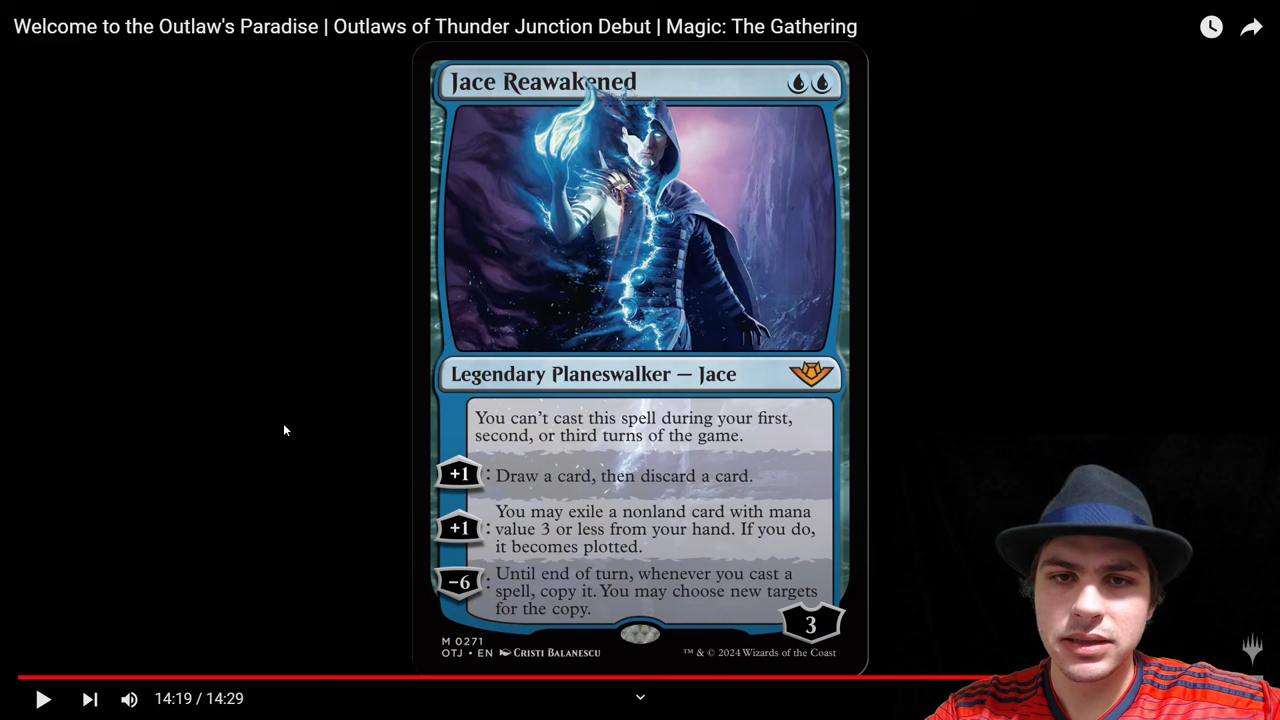 Welcome to the Outlaw's Paradise | Outlaws of Thunder Junction Debut | Magic: The Gathering
Jace Reawakened
Legendary Planeswalker — Jace
You can't cast this spell during your first,
second, or third turns of the game.
+1: Draw a card, then discard a card.
+1: You may exile a nonland card with mana
value 3 or less from your hand. If you do,
it becomes plotted.
−6: Until end of turn, whenever you cast a
spell, copy it. You may choose new targets
for the copy.
3
M 0271
OTJ • EN CRISTI BALANESCU
™ & © 2024 Wizards of the Coast
14:19 / 14:29